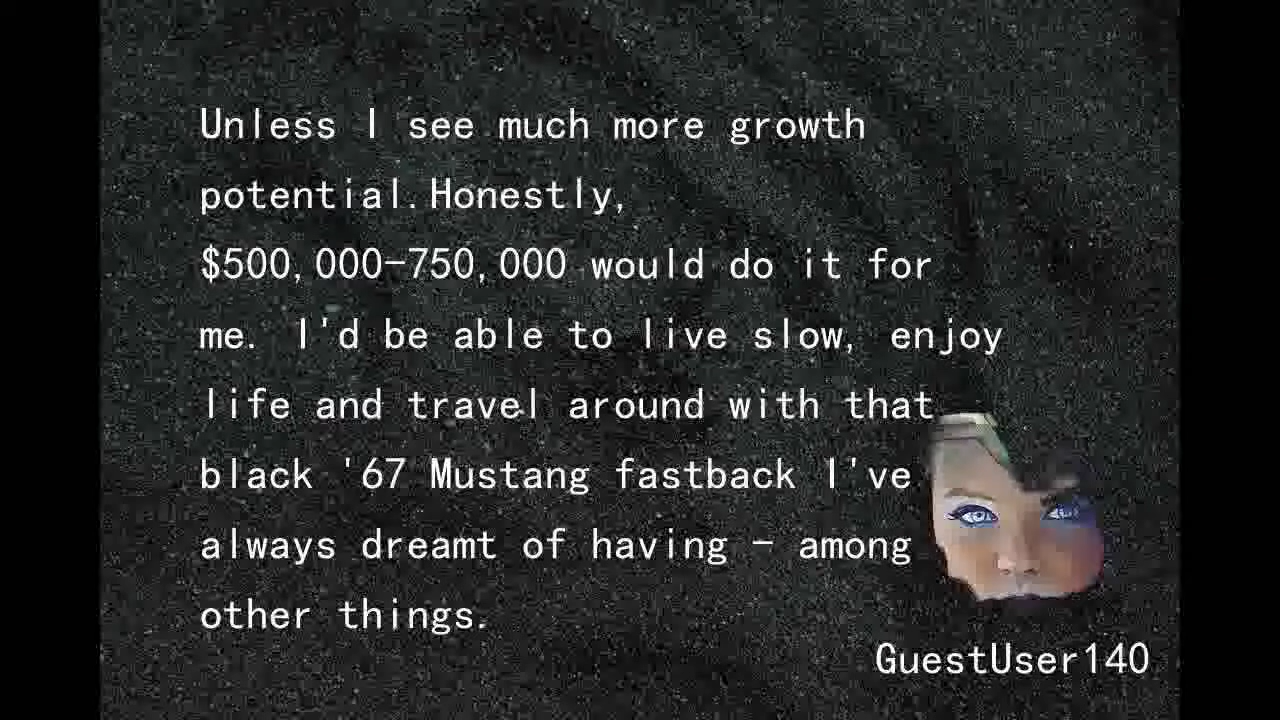 Unless I see much more growth
potential.Honestly,
$500,000-750,000 would do it for
me. I'd be able to live slow, enjoy
life and travel around with that
black '67 Mustang fastback I've
always dreamt of having - among
other things.
GuestUser140